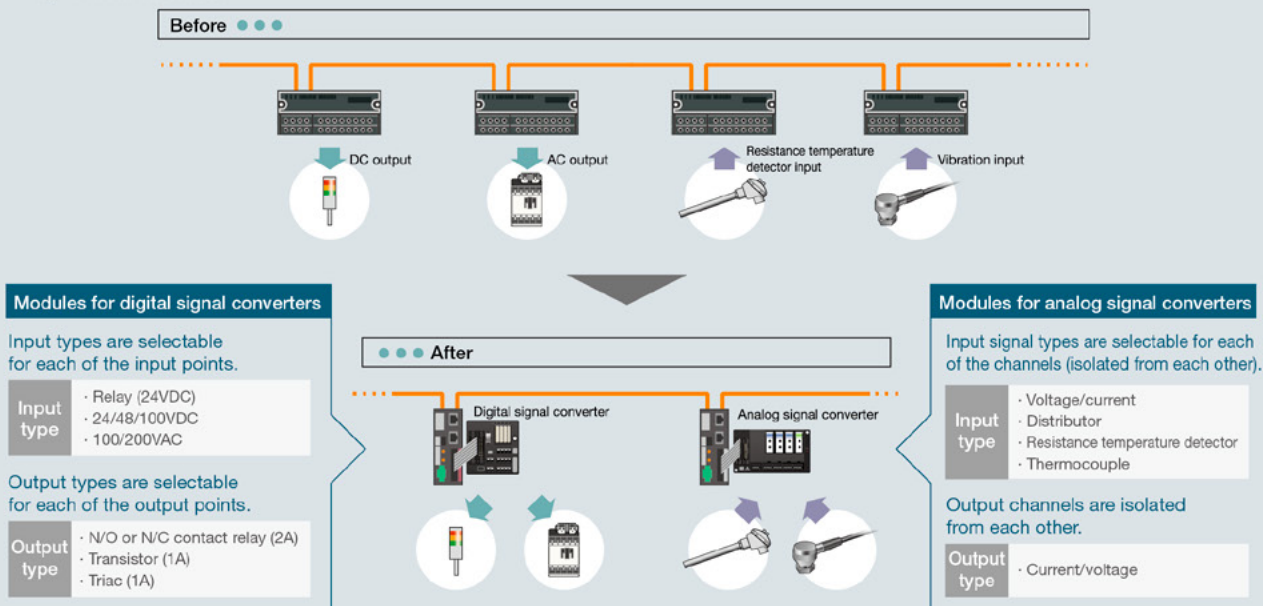 Before
DC output
AC output
Resistance temperature
detector input
Vibration input
Modules for digital signal converters
Input types are selectable
for each of the input points.
Input
type
· Relay (24VDC)
· 24/48/100VDC
· 100/200VAC
Output types are selectable
for each of the output points.
Output
type
· N/O or N/C contact relay (2A)
· Transistor (1A)
· Triac (1A)
After
Digital signal converter
Analog signal converter
Modules for analog signal converters
Input signal types are selectable for each
of the channels (isolated from each other).
Input
type
· Voltage/current
· Distributor
· Resistance temperature detector
· Thermocouple
Output channels are isolated
from each other.
Output
type
· Current/voltage